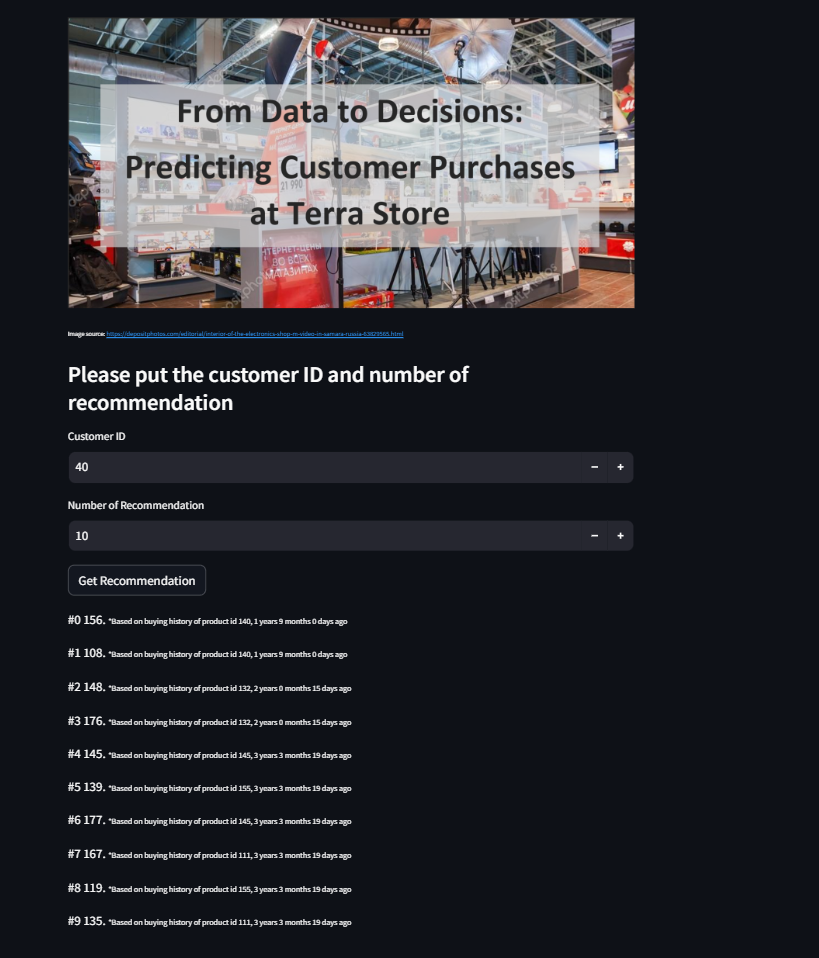 From Data to Decisions:
Predicting Customer Purchases
at Terra Store
21 990
ИНТЕРНЕТ-ЦЕНЫ
ВО ВСЕХ
МАГАЗИНАХ
Image source: https://depositphotos.com/editorial/interior-of-the-electronics-shop-m-video-in-samara-russia-63829565.html
Please put the customer ID and number of
recommendation
Customer ID
40
Number of Recommendation
10
Get Recommendation
#0 156. *Based on buying history of product id 140, 1 years 9 months 0 days ago
#1 108. *Based on buying history of product id 140, 1 years 9 months 0 days ago
#2 148. *Based on buying history of product id 132, 2 years 0 months 15 days ago
#3 176. *Based on buying history of product id 132, 2 years 0 months 15 days ago
#4 145. *Based on buying history of product id 145, 3 years 3 months 19 days ago
#5 139. *Based on buying history of product id 155, 3 years 3 months 19 days ago
#6 177. *Based on buying history of product id 145, 3 years 3 months 19 days ago
#7 167. *Based on buying history of product id 111, 3 years 3 months 19 days ago
#8 119. *Based on buying history of product id 155, 3 years 3 months 19 days ago
#9 135. *Based on buying history of product id 111, 3 years 3 months 19 days ago